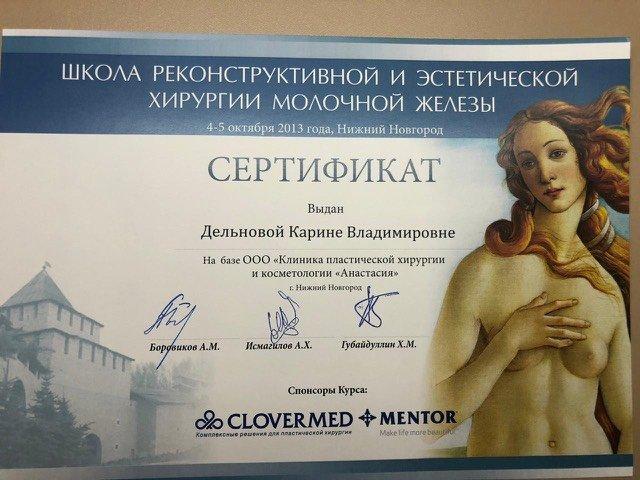 ШКОЛА РЕКОНСТРУКТИВНОЙ И ЭСТЕТИЧЕСКОЙ
ХИРУРГИИ МОЛОЧНОЙ ЖЕЛЕЗЫ
4-5 октября 2013 года, Нижний Новгород
СЕРТИФИКАТ
Выдан
Дельновой Карине Владимировне
На базе ООО «Клиника пластической хирургии
и косметологии «Анастасия»
г. Нижний Новгород
Боровиков А.М. Исмагилов А.Х. Губайдуллин Х.М.
Спонсоры Курса:
CLOVERMED MENTOR
Комплексные решения для пластической хирургии Make life more beautiful